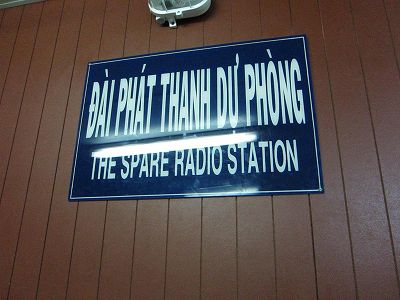 ĐÀI PHÁT THANH DỰ PHÒNG
THE SPARE RADIO STATION